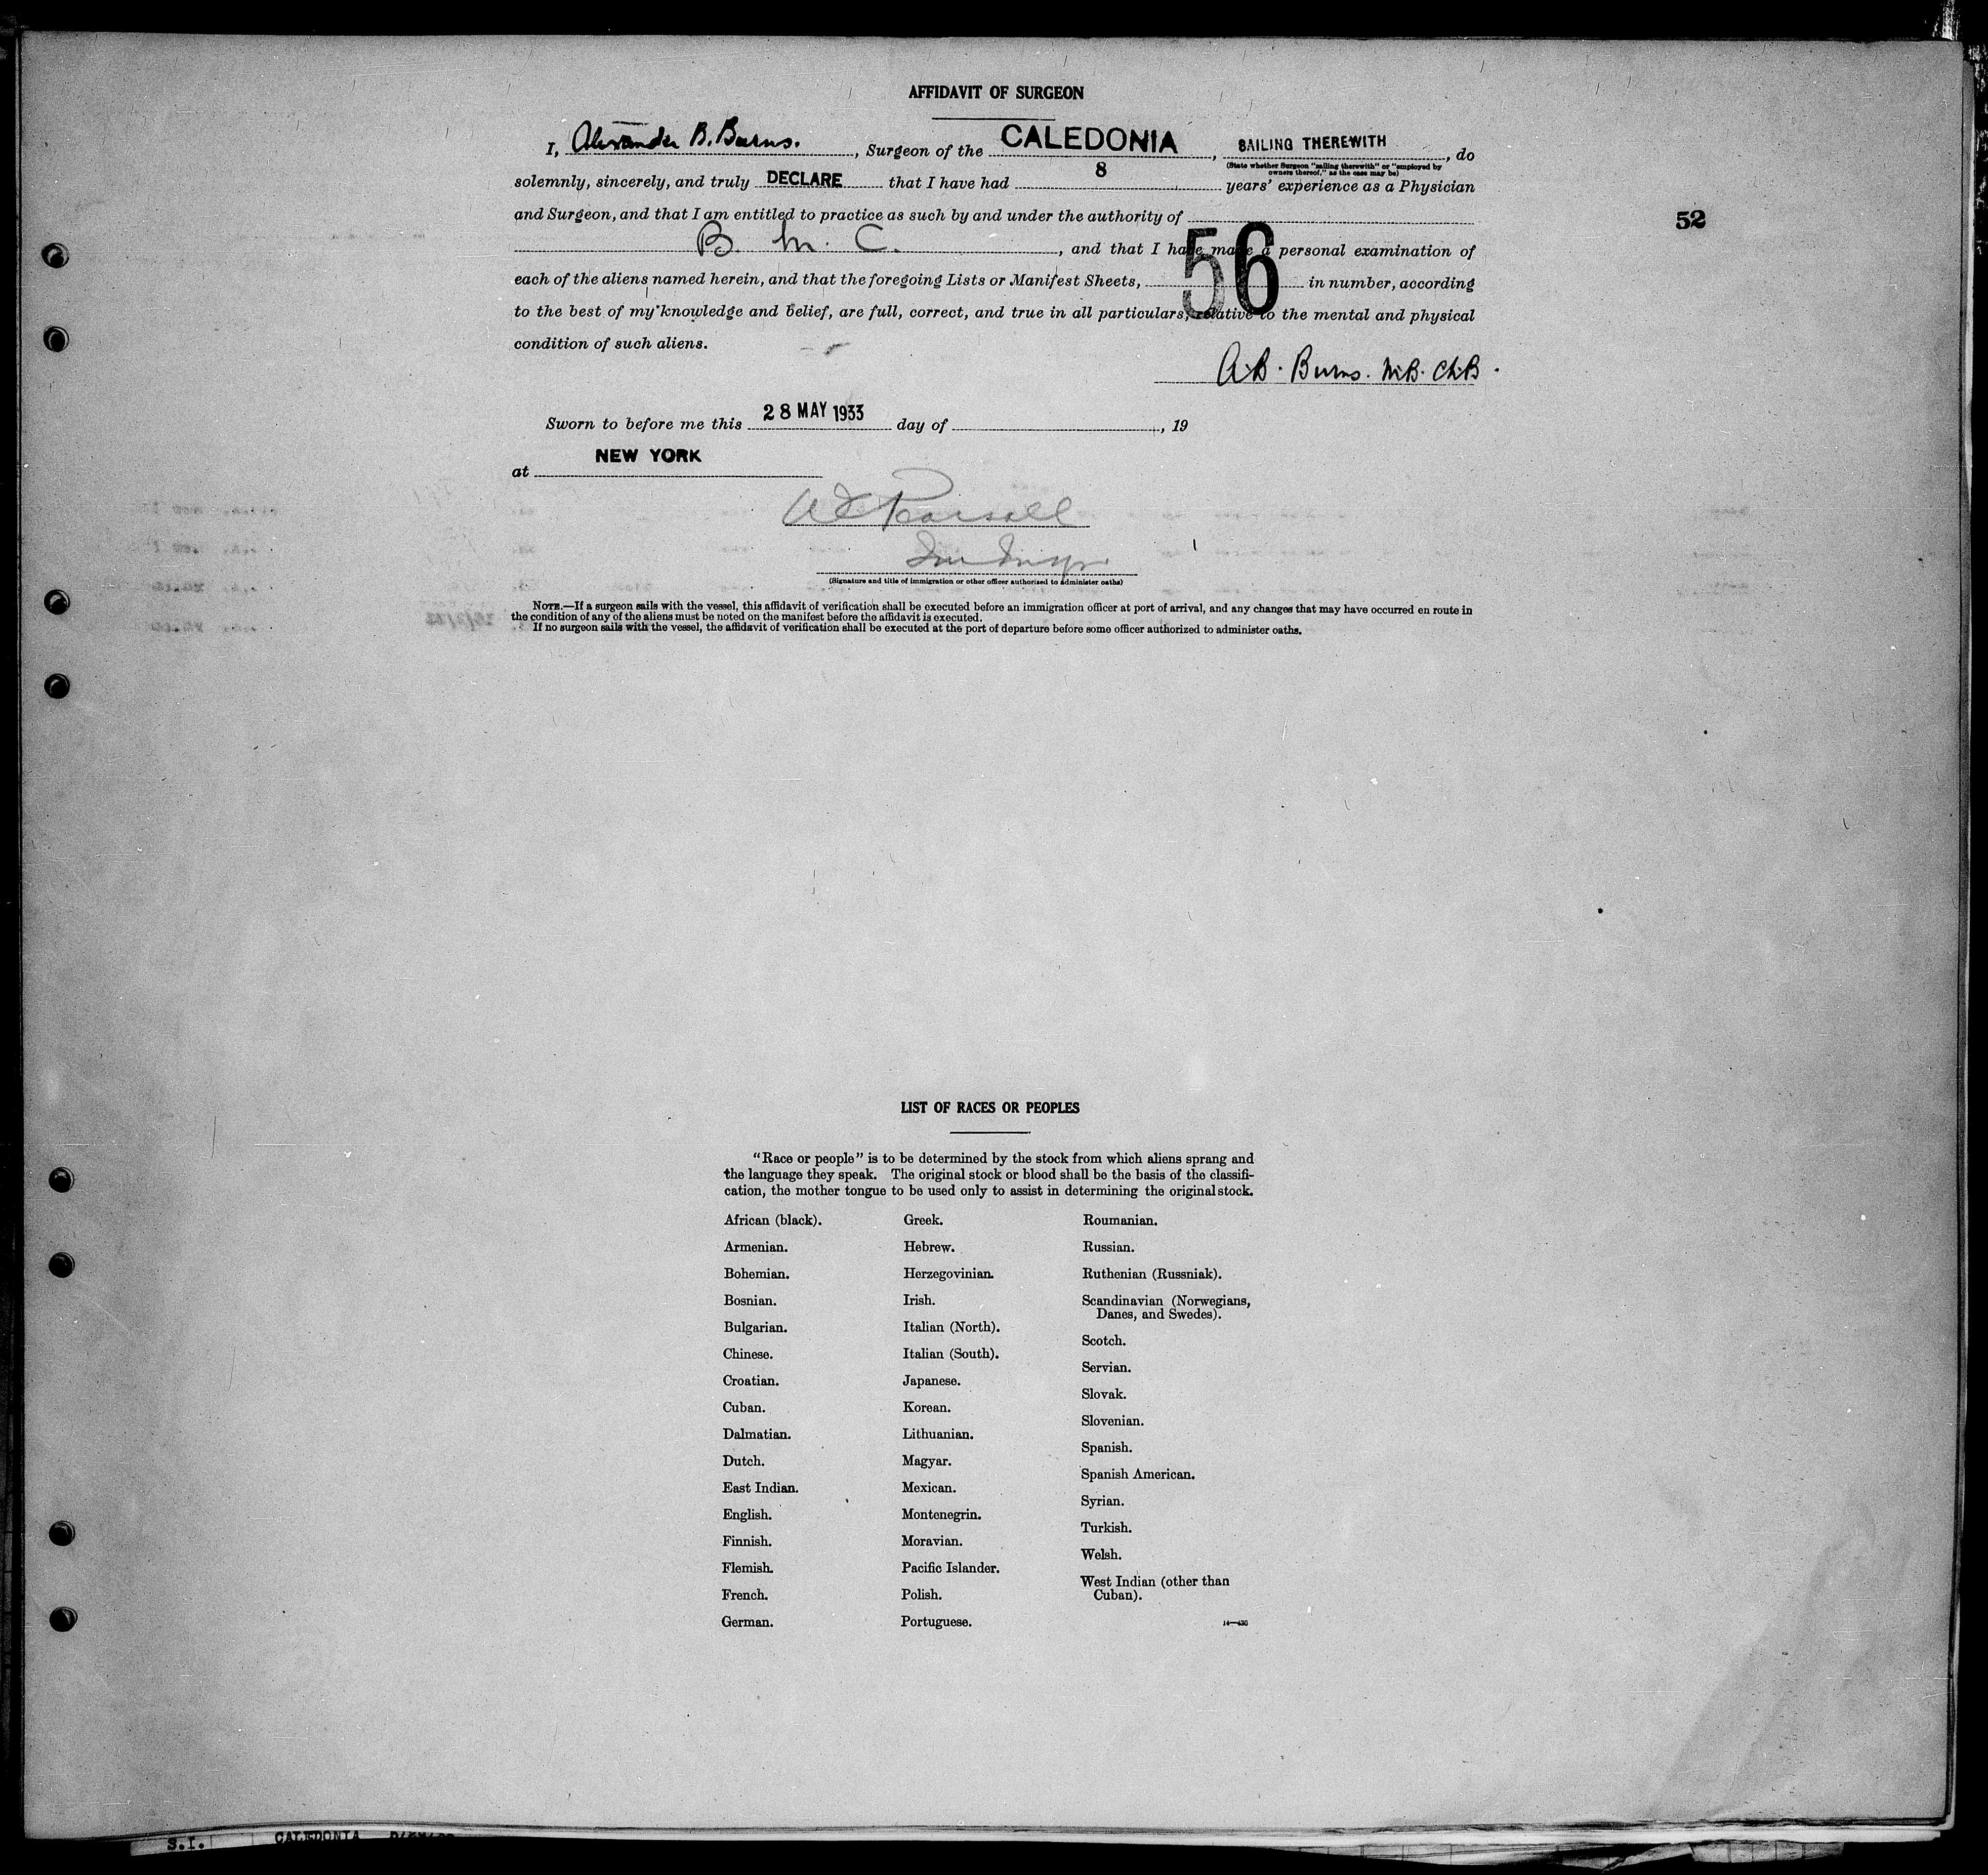 AFFIDAVIT OF SURGEON
I, Alexander B. Burns., Surgeon of the CALEDONIA, SAILING THEREWITH, do
(State whether Surgeon "sailing therewith" or "employed by
owners thereof," as the case may be)
solemnly, sincerely, and truly DECLARE that I have had 8 years' experience as a Physician
and Surgeon, and that I am entitled to practice as such by and under the authority of
52
B. M. C., and that I have made a personal examination of
each of the aliens named herein, and that the foregoing Lists or Manifest Sheets, 56 in number, according
to the best of my knowledge and belief, are full, correct, and true in all particulars, relative to the mental and physical
condition of such aliens.
A.B. Burns. M.B. Ch.B.
Sworn to before me this 28 MAY 1933 day of , 19
at NEW YORK
(Signature and title of immigration or other officer authorized to administer oaths)
NOTE.—If a surgeon sails with the vessel, this affidavit of verification shall be executed before an immigration officer at port of arrival, and any changes that may have occurred en route in
the condition of any of the aliens must be noted on the manifest before the affidavit is executed.
If no surgeon sails with the vessel, the affidavit of verification shall be executed at the port of departure before some officer authorized to administer oaths.
LIST OF RACES OR PEOPLES
"Race or people" is to be determined by the stock from which aliens sprang and
the language they speak. The original stock or blood shall be the basis of the classifi-
cation, the mother tongue to be used only to assist in determining the original stock.
African (black).
Armenian.
Bohemian.
Bosnian.
Bulgarian.
Chinese.
Croatian.
Cuban.
Dalmatian.
Dutch.
East Indian.
English.
Finnish.
Flemish.
French.
German.
Greek.
Hebrew.
Herzegovinian.
Irish.
Italian (North).
Italian (South).
Japanese.
Korean.
Lithuanian.
Magyar.
Mexican.
Montenegrin.
Moravian.
Pacific Islander.
Polish.
Portuguese.
Roumanian.
Russian.
Ruthenian (Russniak).
Scandinavian (Norwegians,
Danes, and Swedes).
Scotch.
Servian.
Slovak.
Slovenian.
Spanish.
Spanish American.
Syrian.
Turkish.
Welsh.
West Indian (other than
Cuban).
S.I. CALEDONIA